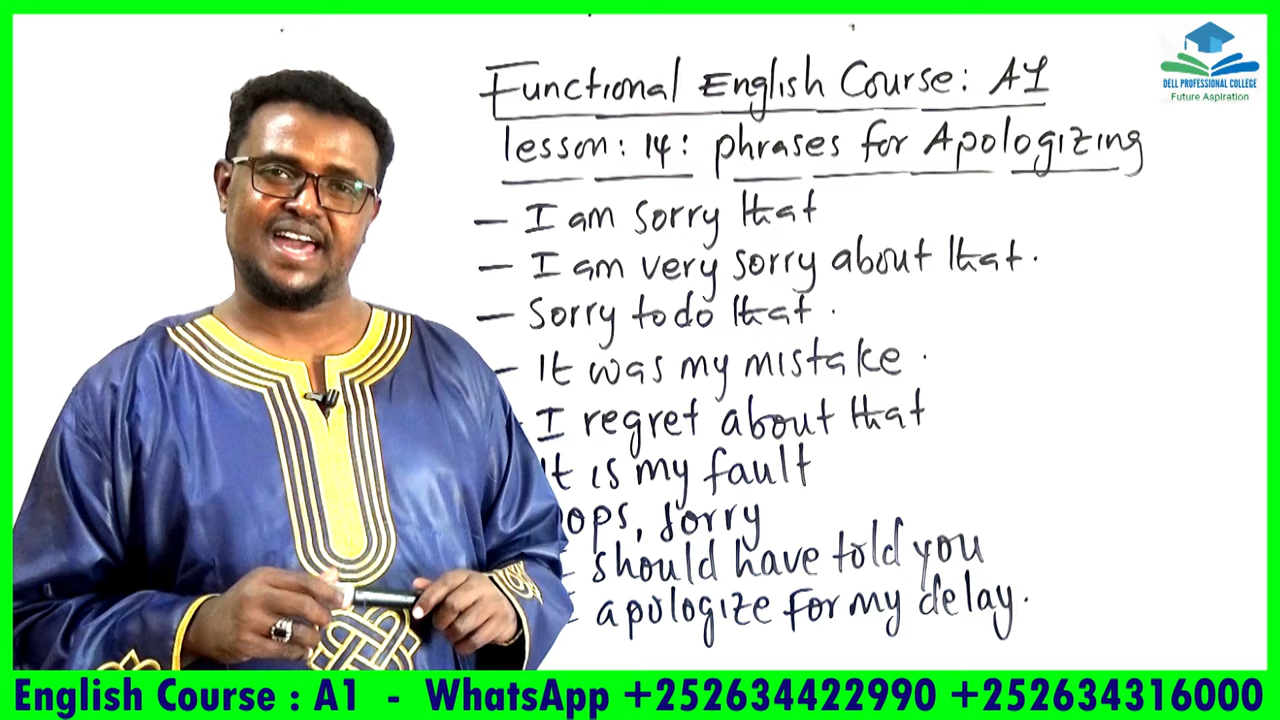 Functional English Course: A1
lesson: 14: phrases for Apologizing
– I am sorry that
– I am very sorry about that.
– Sorry to do that.
– It was my mistake.
- I regret about that
It is my fault
oops, sorry
I should have told you
I apologize for my delay.
DELL PROFESSIONAL COLLEGE
Future Aspiration
English Course : A1 - WhatsApp +252634422990 +252634316000